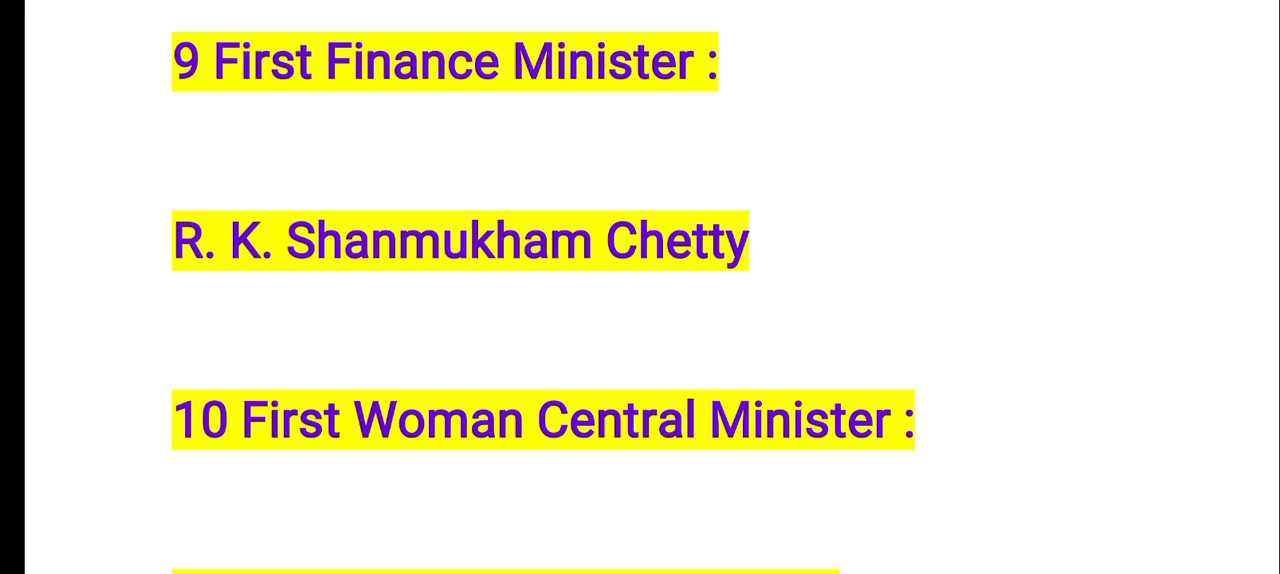 9 First Finance Minister :
R. K. Shanmukham Chetty
10 First Woman Central Minister :